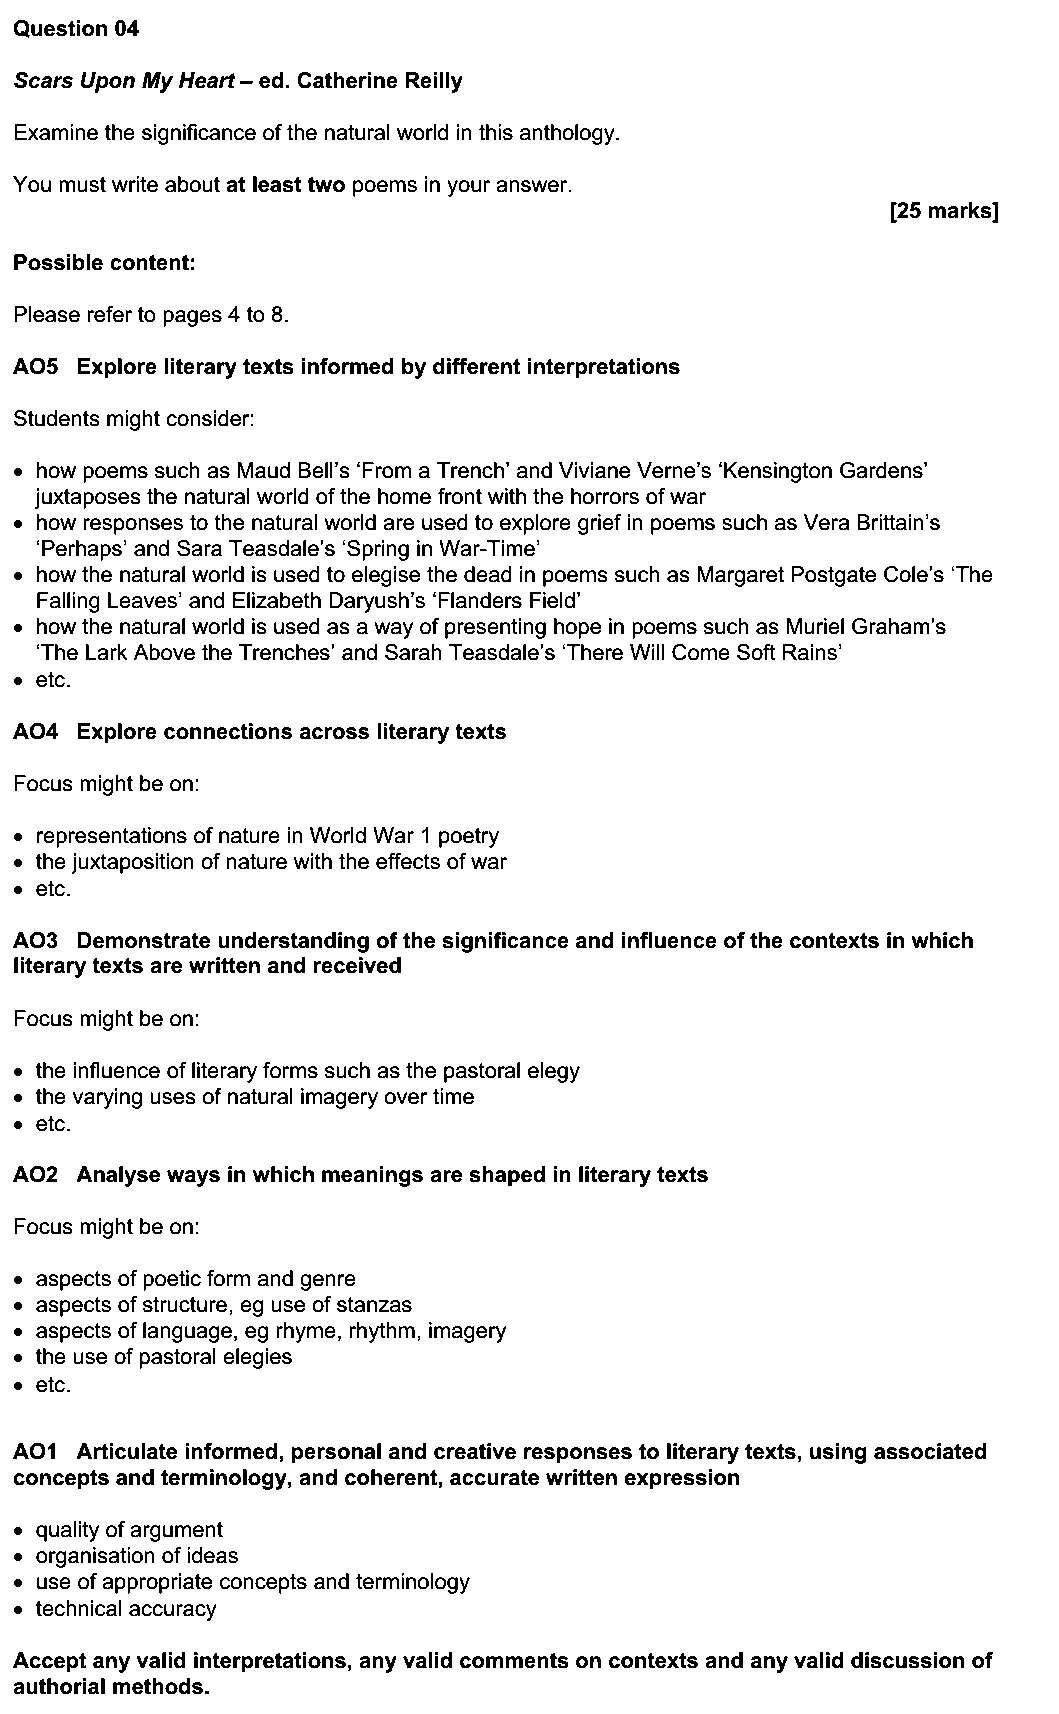 Question 04
Scars Upon My Heart – ed. Catherine Reilly
Examine the significance of the natural world in this anthology.
You must write about at least two poems in your answer.
[25 marks]
Possible content:
Please refer to pages 4 to 8.
AO5 Explore literary texts informed by different interpretations
Students might consider:
• how poems such as Maud Bell’s ‘From a Trench’ and Viviane Verne’s ‘Kensington Gardens’
juxtaposes the natural world of the home front with the horrors of war
• how responses to the natural world are used to explore grief in poems such as Vera Brittain’s
‘Perhaps’ and Sara Teasdale’s ‘Spring in War-Time’
• how the natural world is used to elegise the dead in poems such as Margaret Postgate Cole’s ‘The
Falling Leaves’ and Elizabeth Daryush’s ‘Flanders Field’
• how the natural world is used as a way of presenting hope in poems such as Muriel Graham’s
‘The Lark Above the Trenches’ and Sarah Teasdale’s ‘There Will Come Soft Rains’
• etc.
AO4 Explore connections across literary texts
Focus might be on:
• representations of nature in World War 1 poetry
• the juxtaposition of nature with the effects of war
• etc.
AO3 Demonstrate understanding of the significance and influence of the contexts in which
literary texts are written and received
Focus might be on:
• the influence of literary forms such as the pastoral elegy
• the varying uses of natural imagery over time
• etc.
AO2 Analyse ways in which meanings are shaped in literary texts
Focus might be on:
• aspects of poetic form and genre
• aspects of structure, eg use of stanzas
• aspects of language, eg rhyme, rhythm, imagery
• the use of pastoral elegies
• etc.
AO1 Articulate informed, personal and creative responses to literary texts, using associated
concepts and terminology, and coherent, accurate written expression
• quality of argument
• organisation of ideas
• use of appropriate concepts and terminology
• technical accuracy
Accept any valid interpretations, any valid comments on contexts and any valid discussion of
authorial methods.